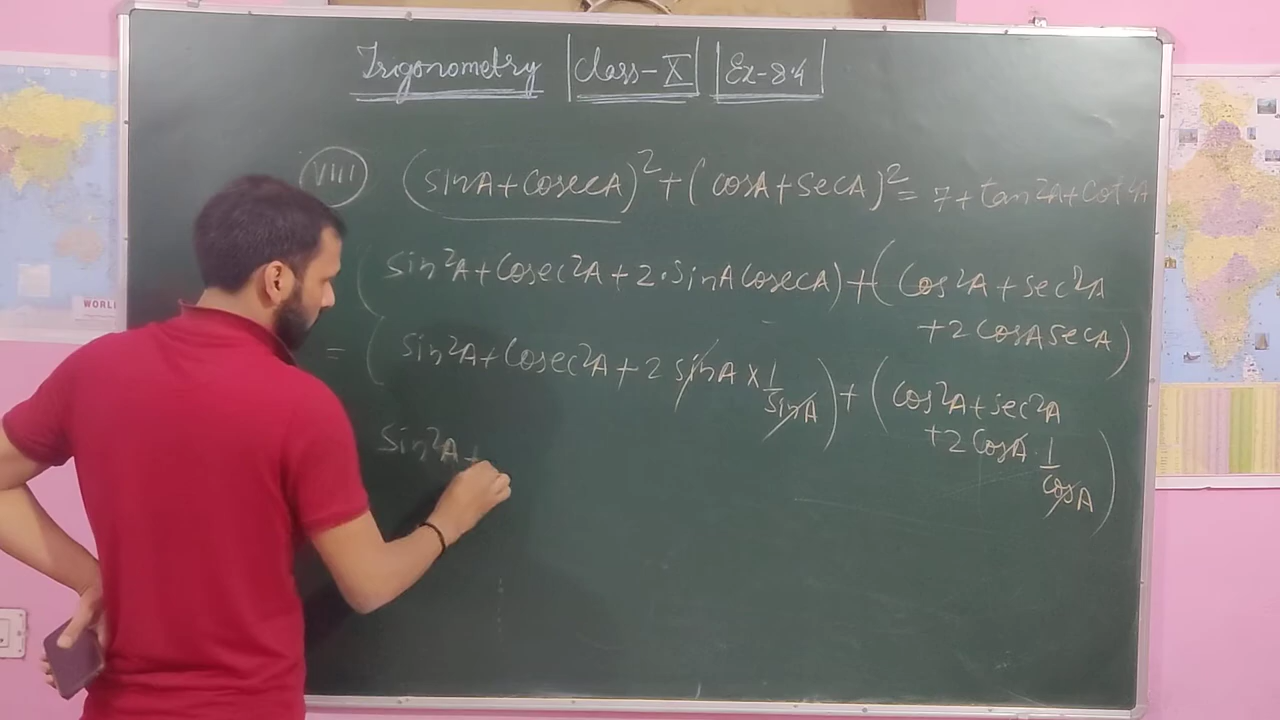 Trigonometry | Class-X | Ex-8.4 |
VIII (sinA+cosecA)²+(cosA+secA)²= 7+tan²A+cot²A
(sin²A+Cosec²A+2·sinA cosecA)+(cos²A+sec²A
+2 cosA secA)
= (sin²A+Cosec²A+2 sinA×1/sinA)+(cos²A+sec²A
+2 cosA·1/cosA)
sin²A+
WORL